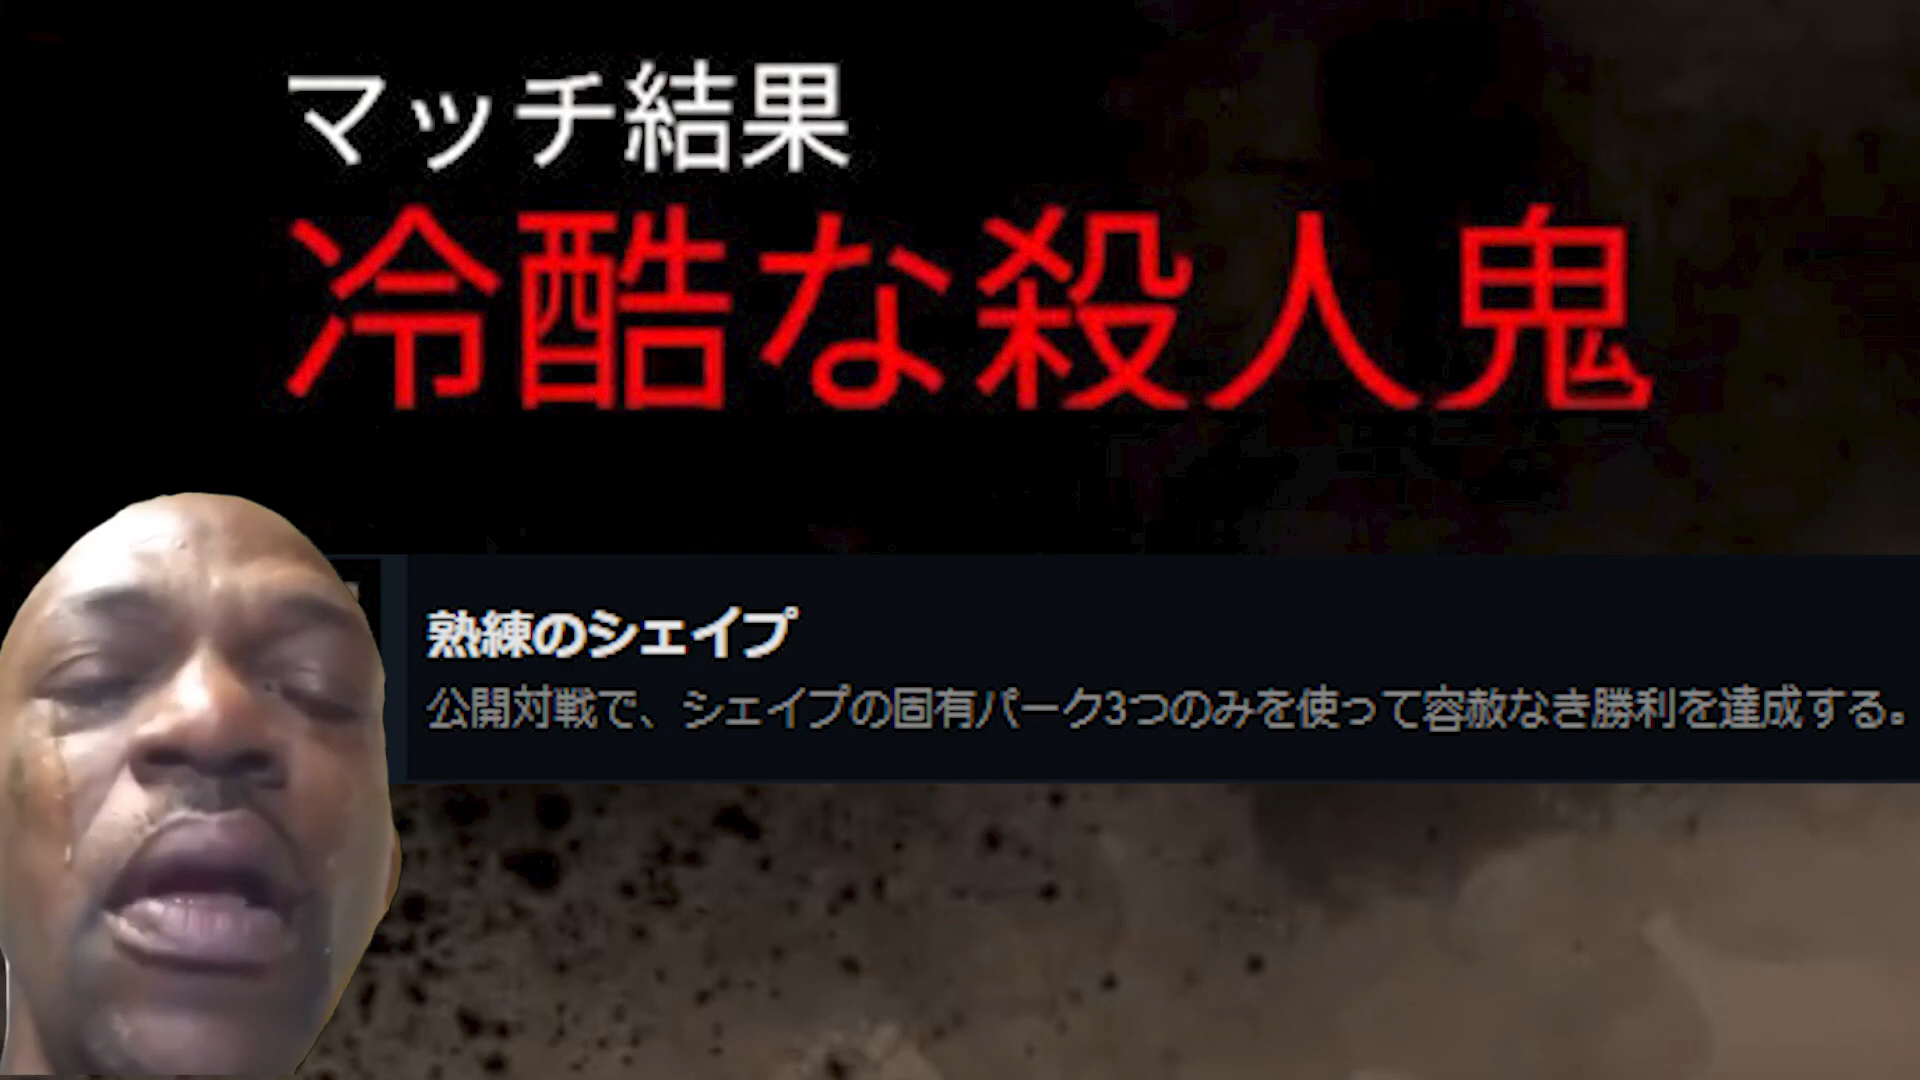 マッチ結果
冷酷な殺人鬼
熟練のシェイプ
公開対戦で、シェイプの固有パーク3つのみを使って容赦なき勝利を達成する。